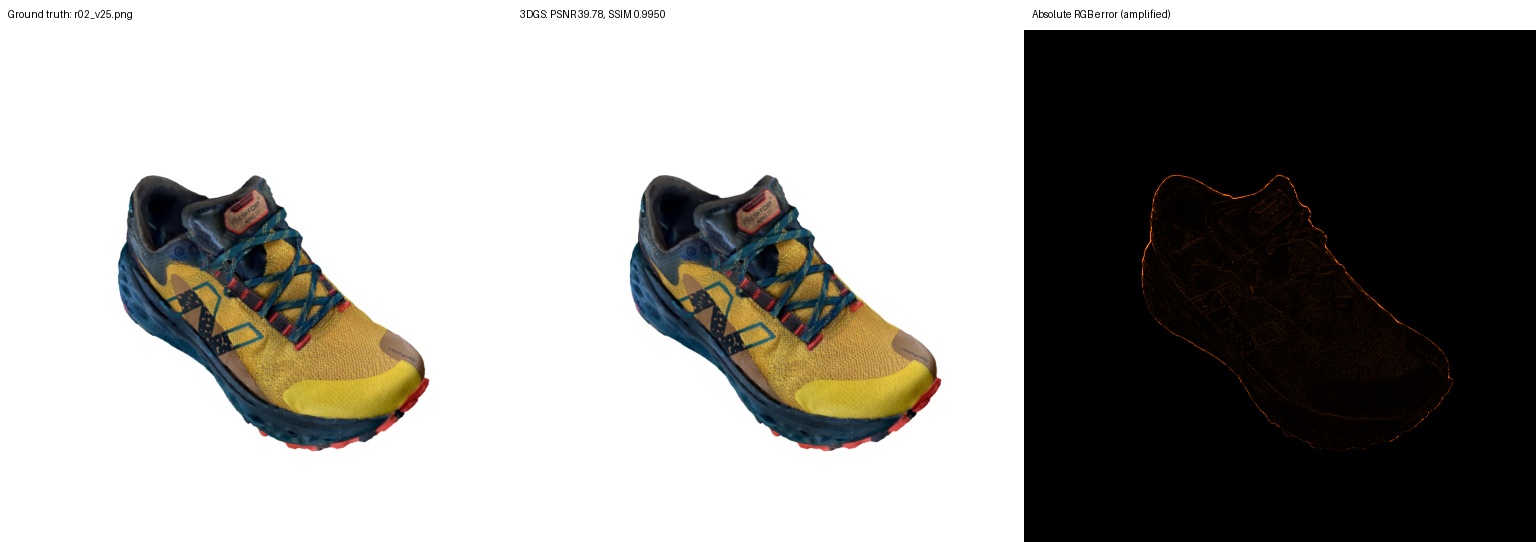 Ground truth: r02_v25.png
3DGS: PSNR 39.78, SSIM 0.9950
Absolute RGB error (amplified)